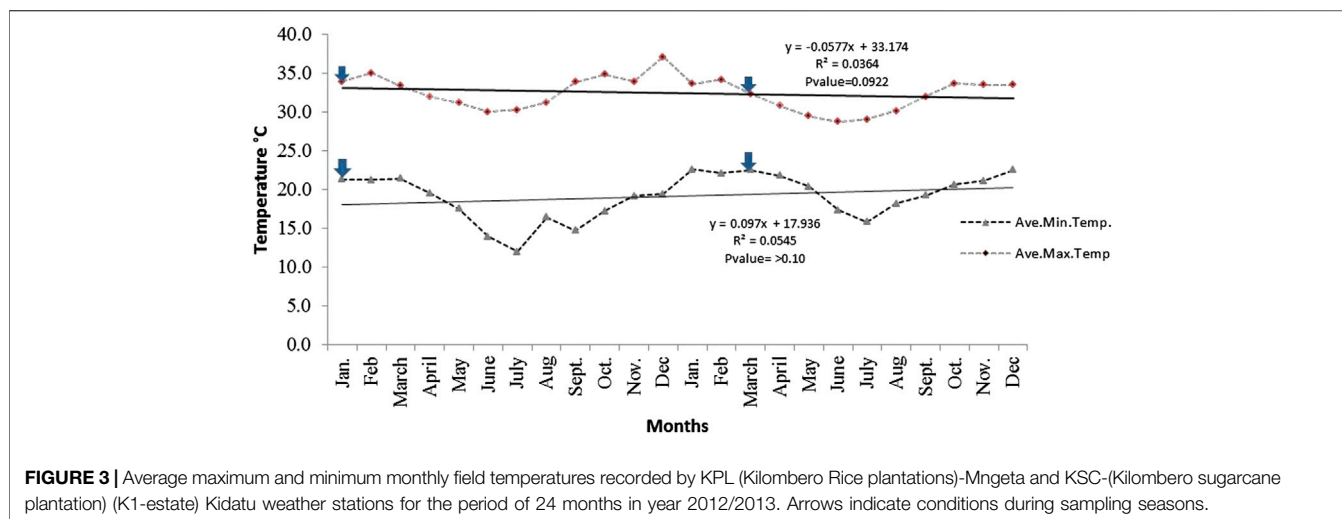 40.0
35.0
30.0
25.0
20.0
15.0
10.0
5.0
0.0
Temperature °C
y = -0.0577x + 33.174
R² = 0.0364
Pvalue=0.0922
y = 0.097x + 17.936
R² = 0.0545
Pvalue= >0.10
Ave.Min.Temp.
Ave.Max.Temp
Jan.
Feb
March
April
May
June
July
Aug
Sept.
Oct.
Nov.
Dec
Jan.
Feb
March
April
May
June
July
Aug
Sept.
Oct.
Nov.
Dec
Months
FIGURE 3 | Average maximum and minimum monthly field temperatures recorded by KPL (Kilombero Rice plantations)-Mngeta and KSC-(Kilombero sugarcane
plantation) (K1-estate) Kidatu weather stations for the period of 24 months in year 2012/2013. Arrows indicate conditions during sampling seasons.